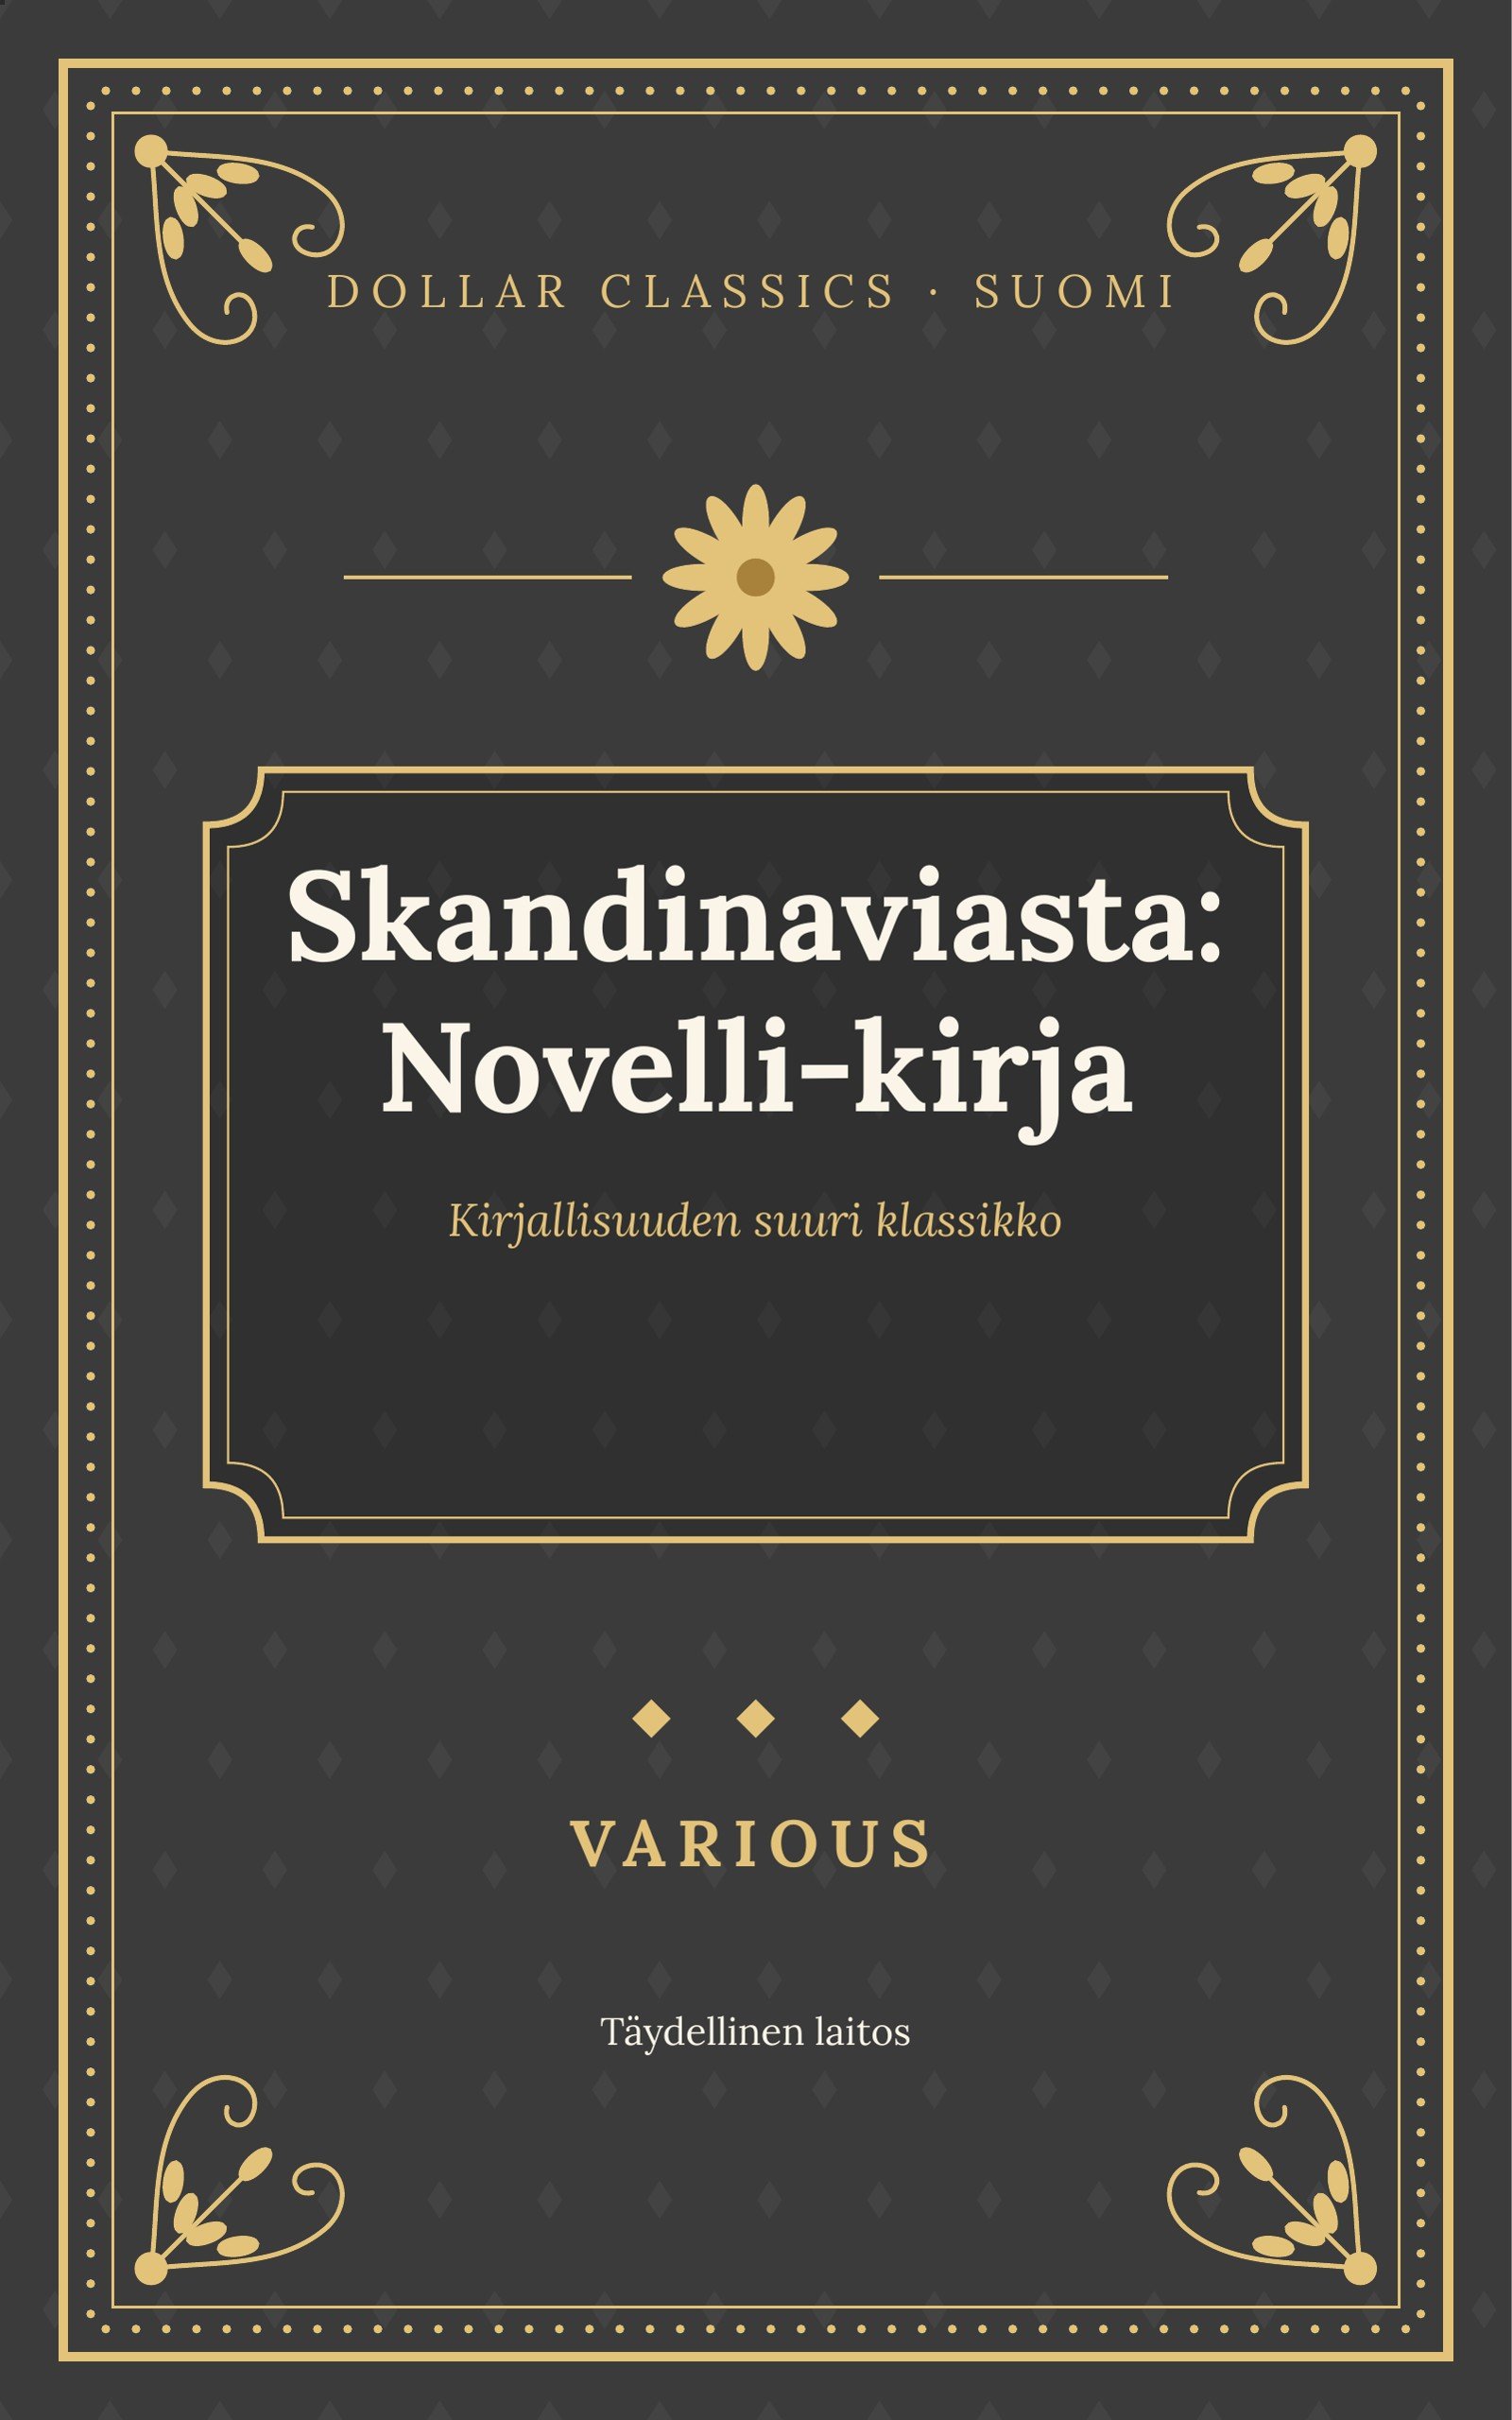 DOLLAR CLASSICS · SUOMI
Skandinaviasta:
Novelli-kirja
Kirjallisuuden suuri klassikko
VARIOUS
Täydellinen laitos